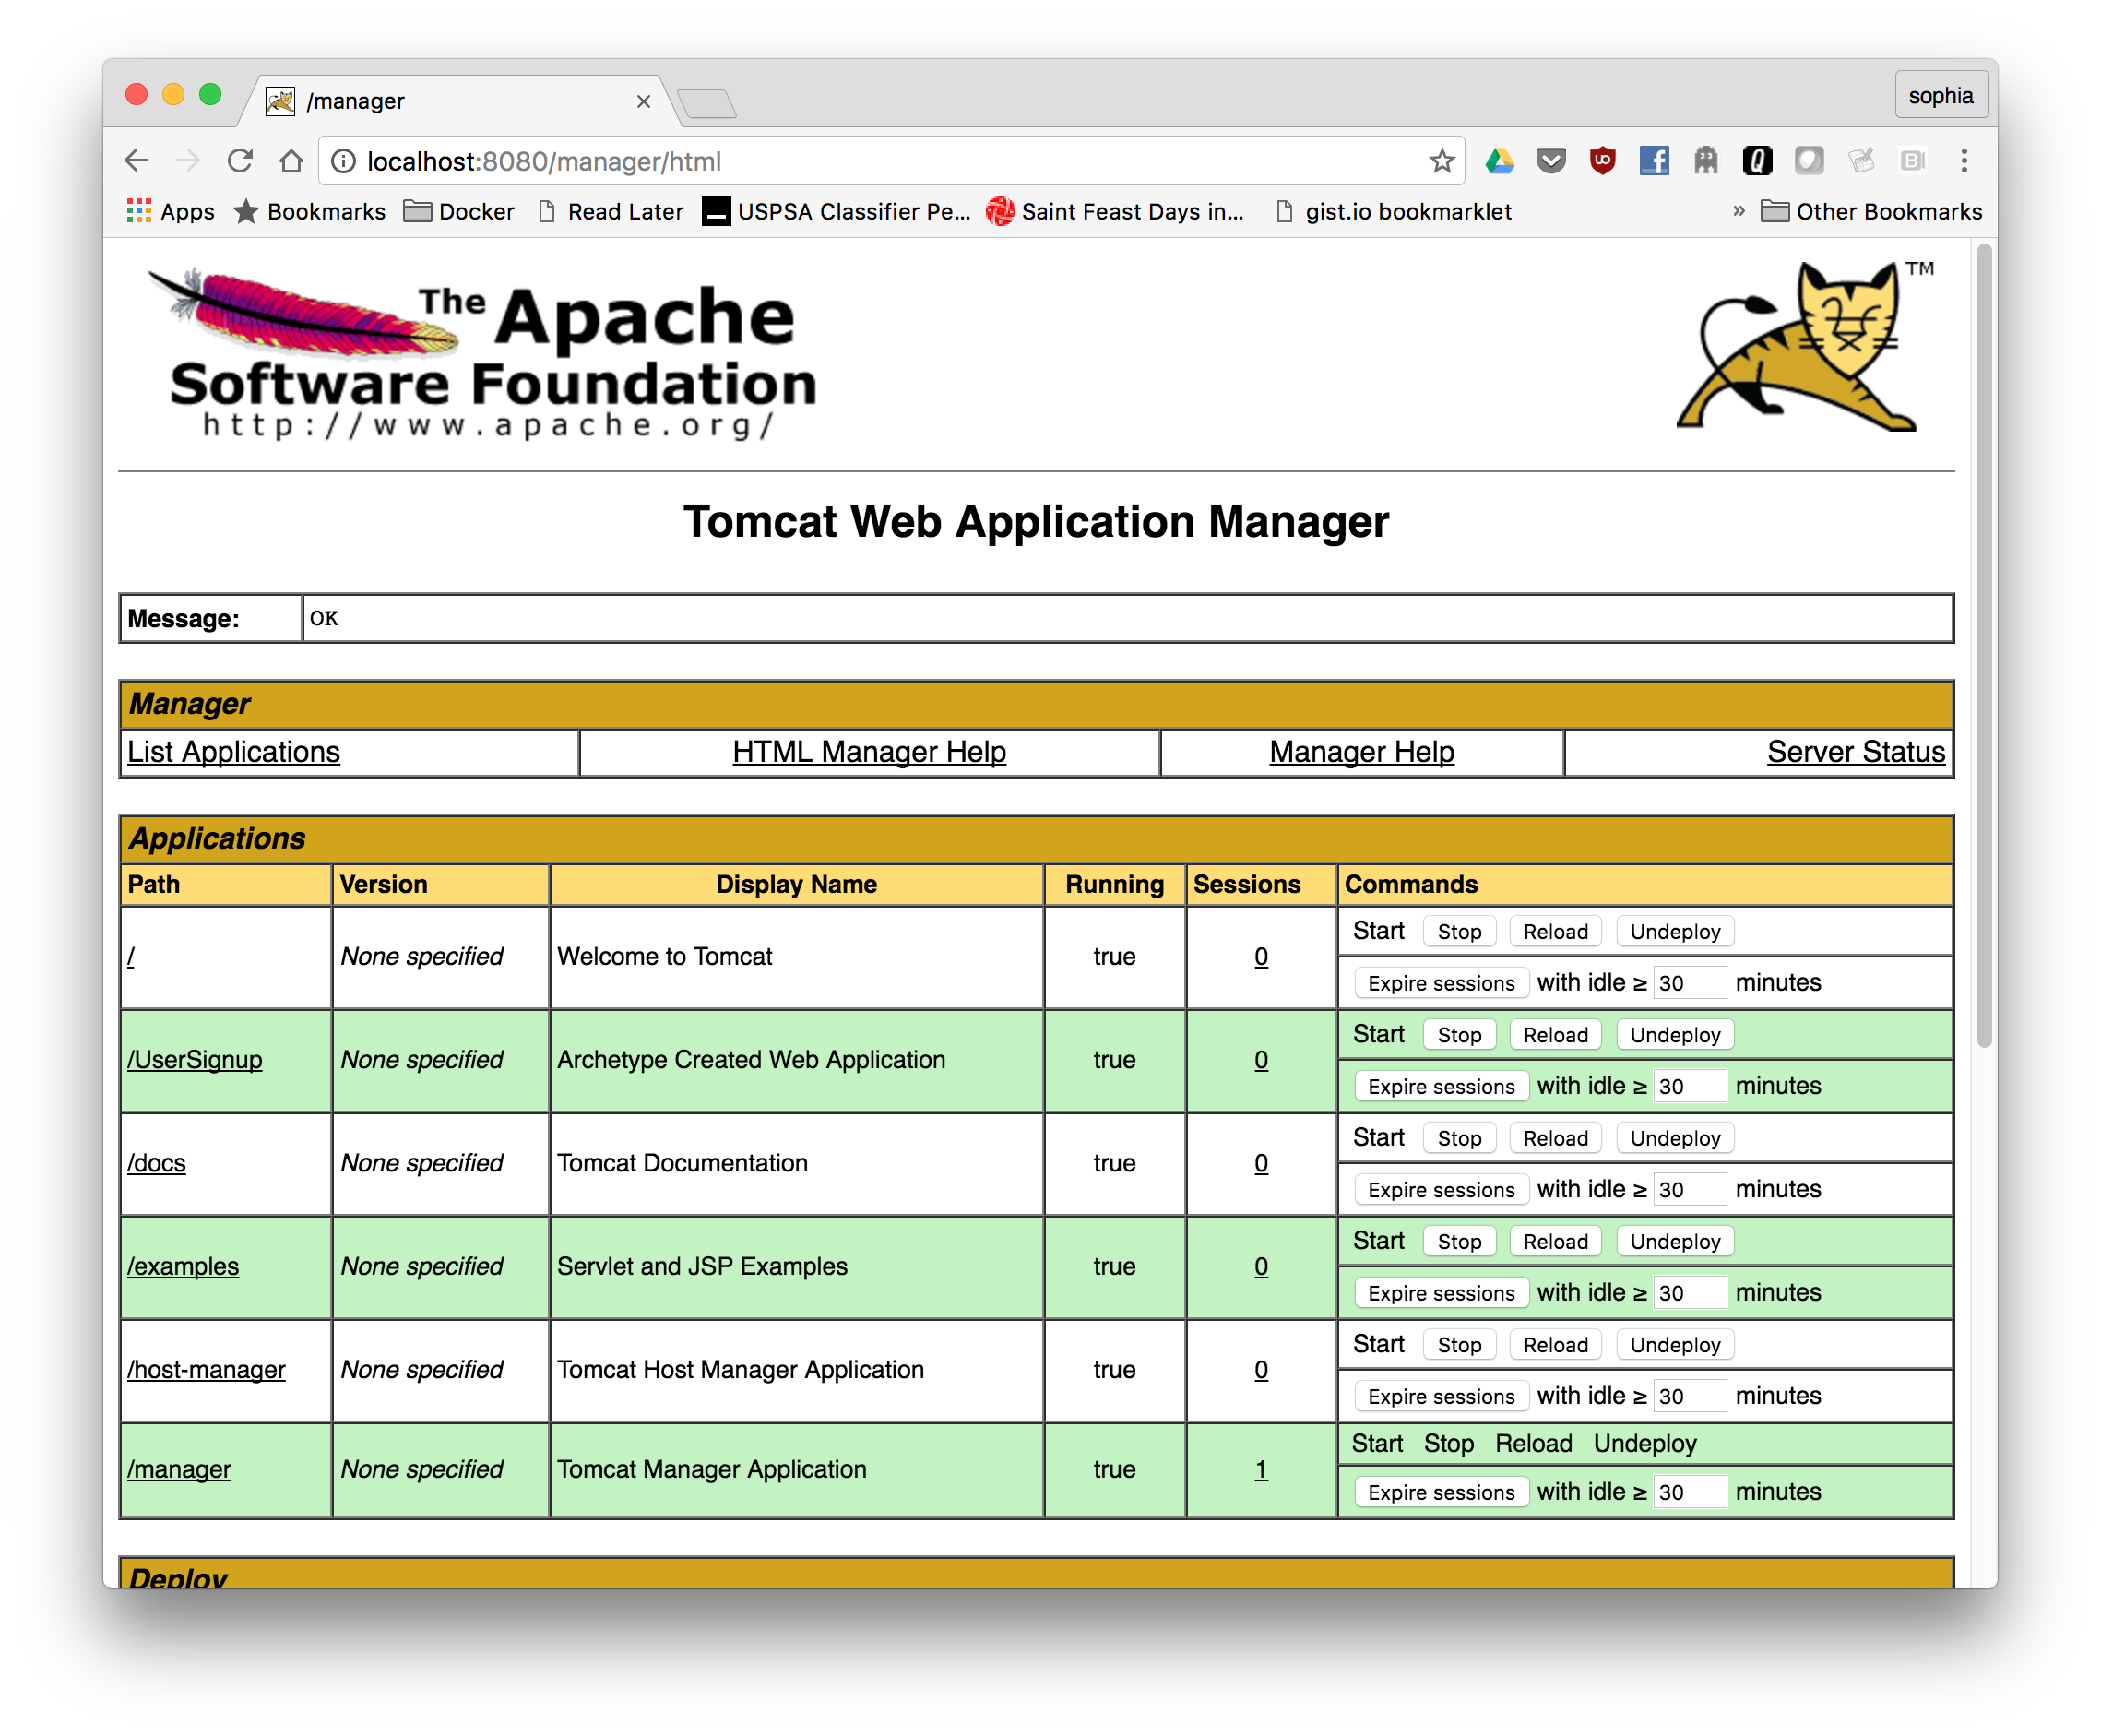 /manager
sophia
localhost:8080/manager/html
Apps Bookmarks Docker Read Later USPSA Classifier Pe... Saint Feast Days in... gist.io bookmarklet » Other Bookmarks
The Apache
Software Foundation
http://www.apache.org/
TM
Tomcat Web Application Manager
Message: OK
Manager
List Applications HTML Manager Help Manager Help Server Status
Applications
Path Version Display Name Running Sessions Commands
/ None specified Welcome to Tomcat true 0 Start Stop Reload Undeploy
Expire sessions with idle ≥ 30 minutes
/UserSignup None specified Archetype Created Web Application true 0 Start Stop Reload Undeploy
Expire sessions with idle ≥ 30 minutes
/docs None specified Tomcat Documentation true 0 Start Stop Reload Undeploy
Expire sessions with idle ≥ 30 minutes
/examples None specified Servlet and JSP Examples true 0 Start Stop Reload Undeploy
Expire sessions with idle ≥ 30 minutes
/host-manager None specified Tomcat Host Manager Application true 0 Start Stop Reload Undeploy
Expire sessions with idle ≥ 30 minutes
/manager None specified Tomcat Manager Application true 1 Start Stop Reload Undeploy
Expire sessions with idle ≥ 30 minutes
Deploy